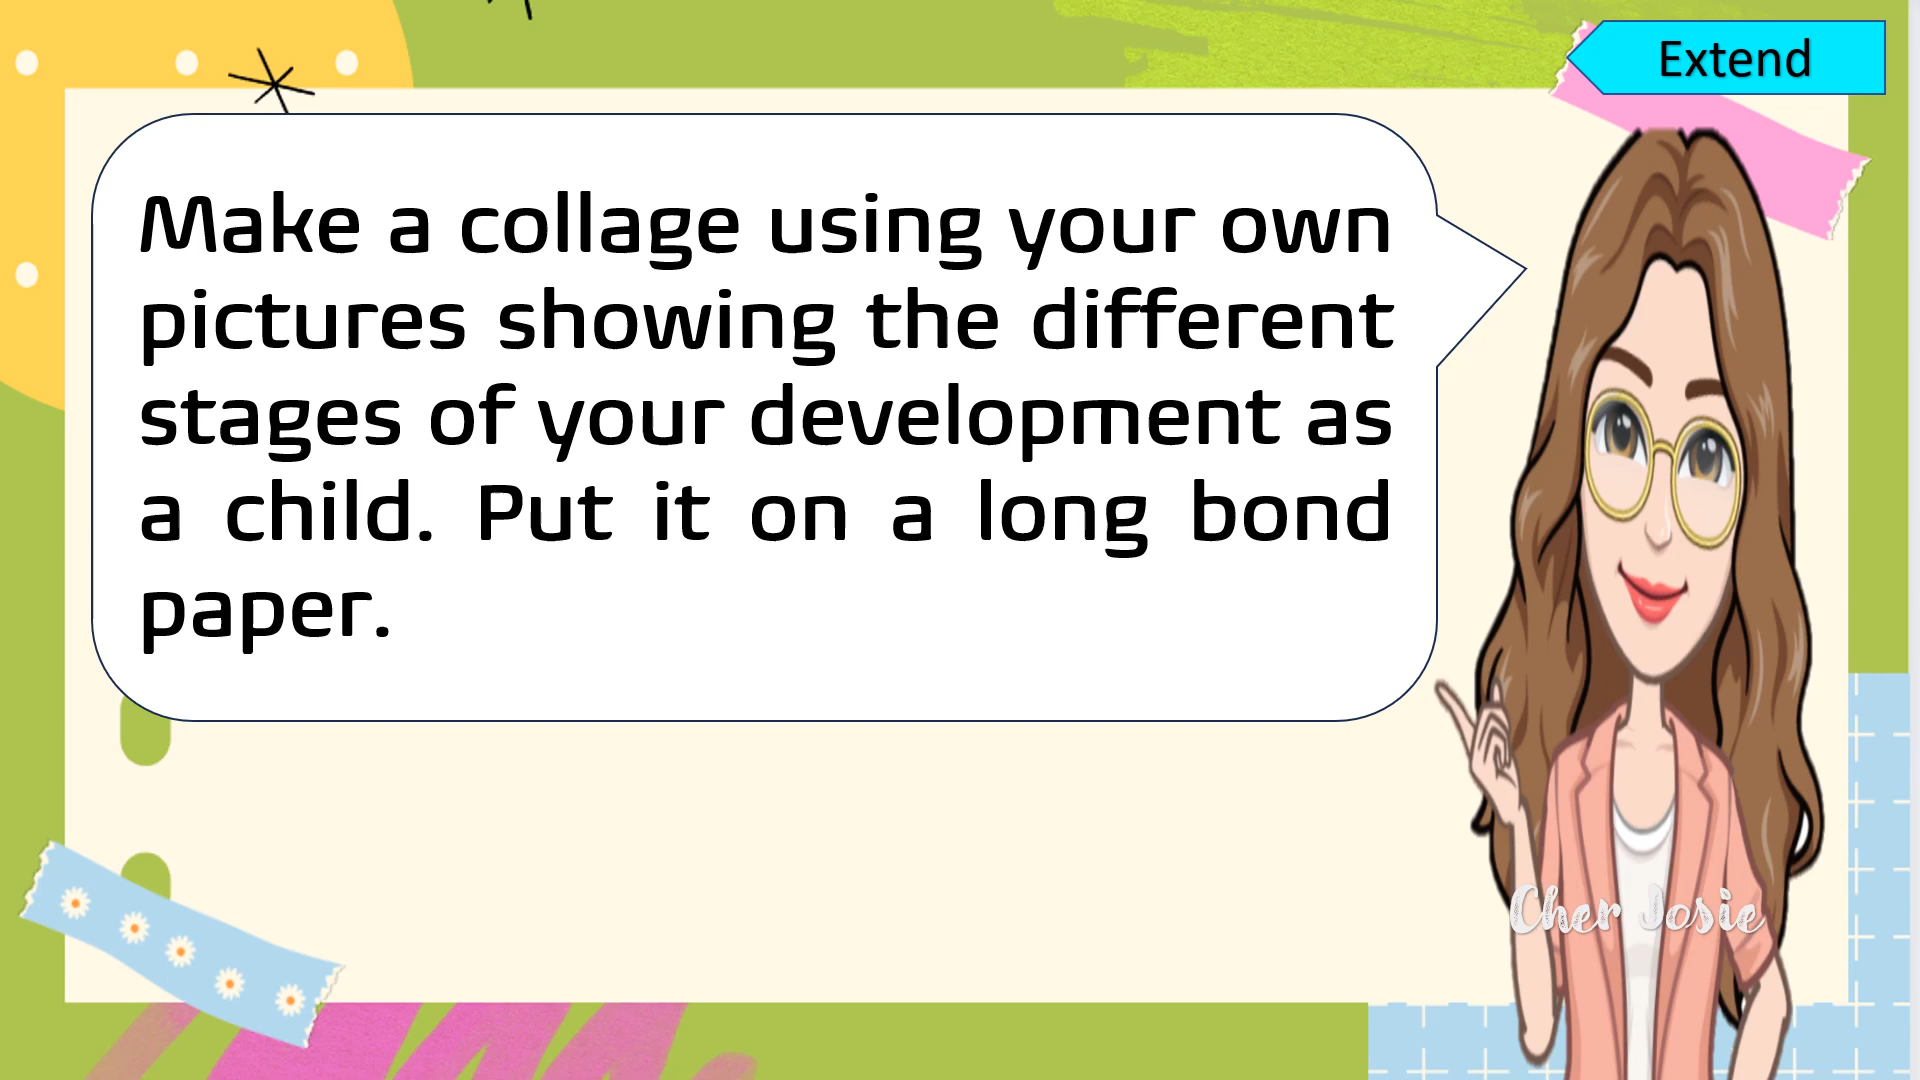 Extend
Make a collage using your own
pictures showing the different
stages of your development as
a child. Put it on a long bond
paper.
Cher Josie